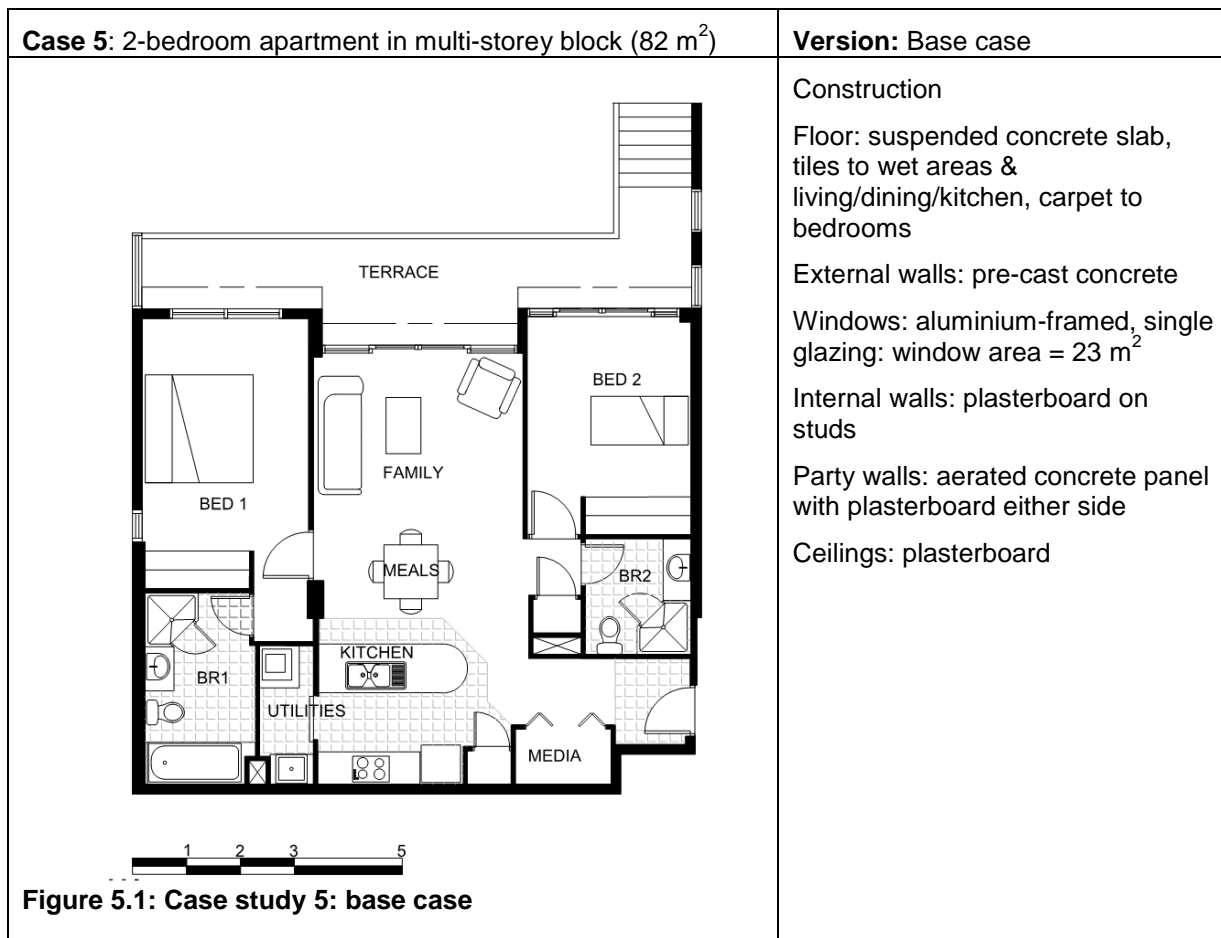 Case 5: 2-bedroom apartment in multi-storey block (82 m²)
Version: Base case
TERRACE
BED 2
FAMILY
BED 1
MEALS
BR2
KITCHEN
BR1
UTILITIES
MEDIA
1 2 3 5
Figure 5.1: Case study 5: base case
Construction
Floor: suspended concrete slab,
tiles to wet areas &
living/dining/kitchen, carpet to
bedrooms
External walls: pre-cast concrete
Windows: aluminium-framed, single
glazing: window area = 23 m²
Internal walls: plasterboard on
studs
Party walls: aerated concrete panel
with plasterboard either side
Ceilings: plasterboard